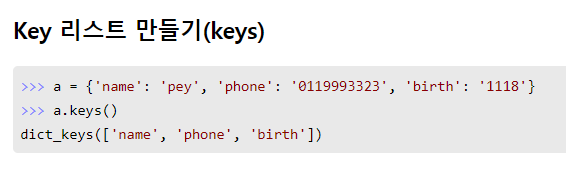 Key 리스트 만들기(keys)
>>> a = {'name': 'pey', 'phone': '0119993323', 'birth': '1118'}
>>> a.keys()
dict_keys(['name', 'phone', 'birth'])